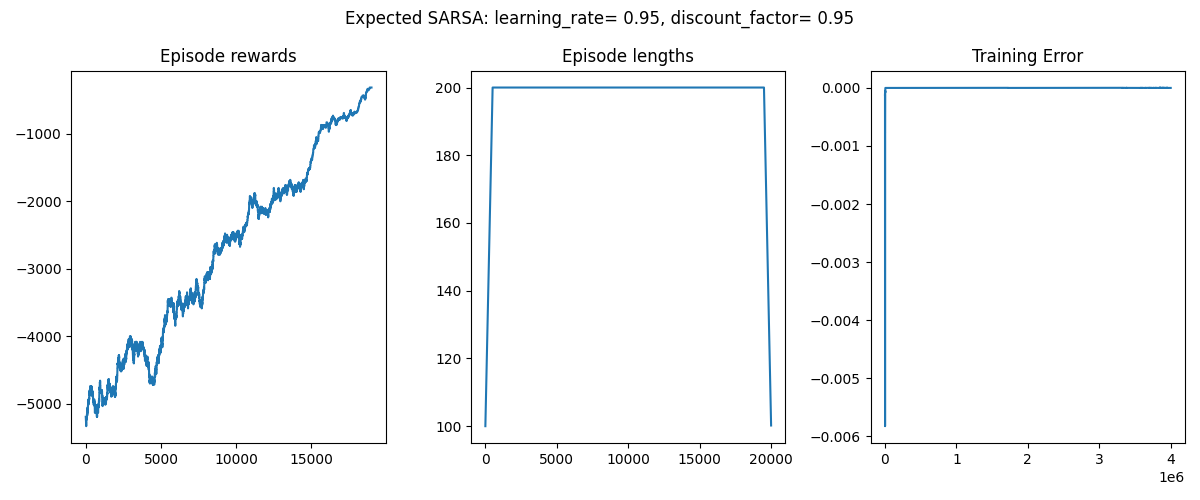 Expected SARSA: learning_rate= 0.95, discount_factor= 0.95
Episode rewards
−1000
−2000
−3000
−4000
−5000
0 5000 10000 15000
Episode lengths
200
180
160
140
120
100
0 5000 10000 15000 20000
Training Error
0.000
−0.001
−0.002
−0.003
−0.004
−0.005
−0.006
0 1 2 3 4
1e6